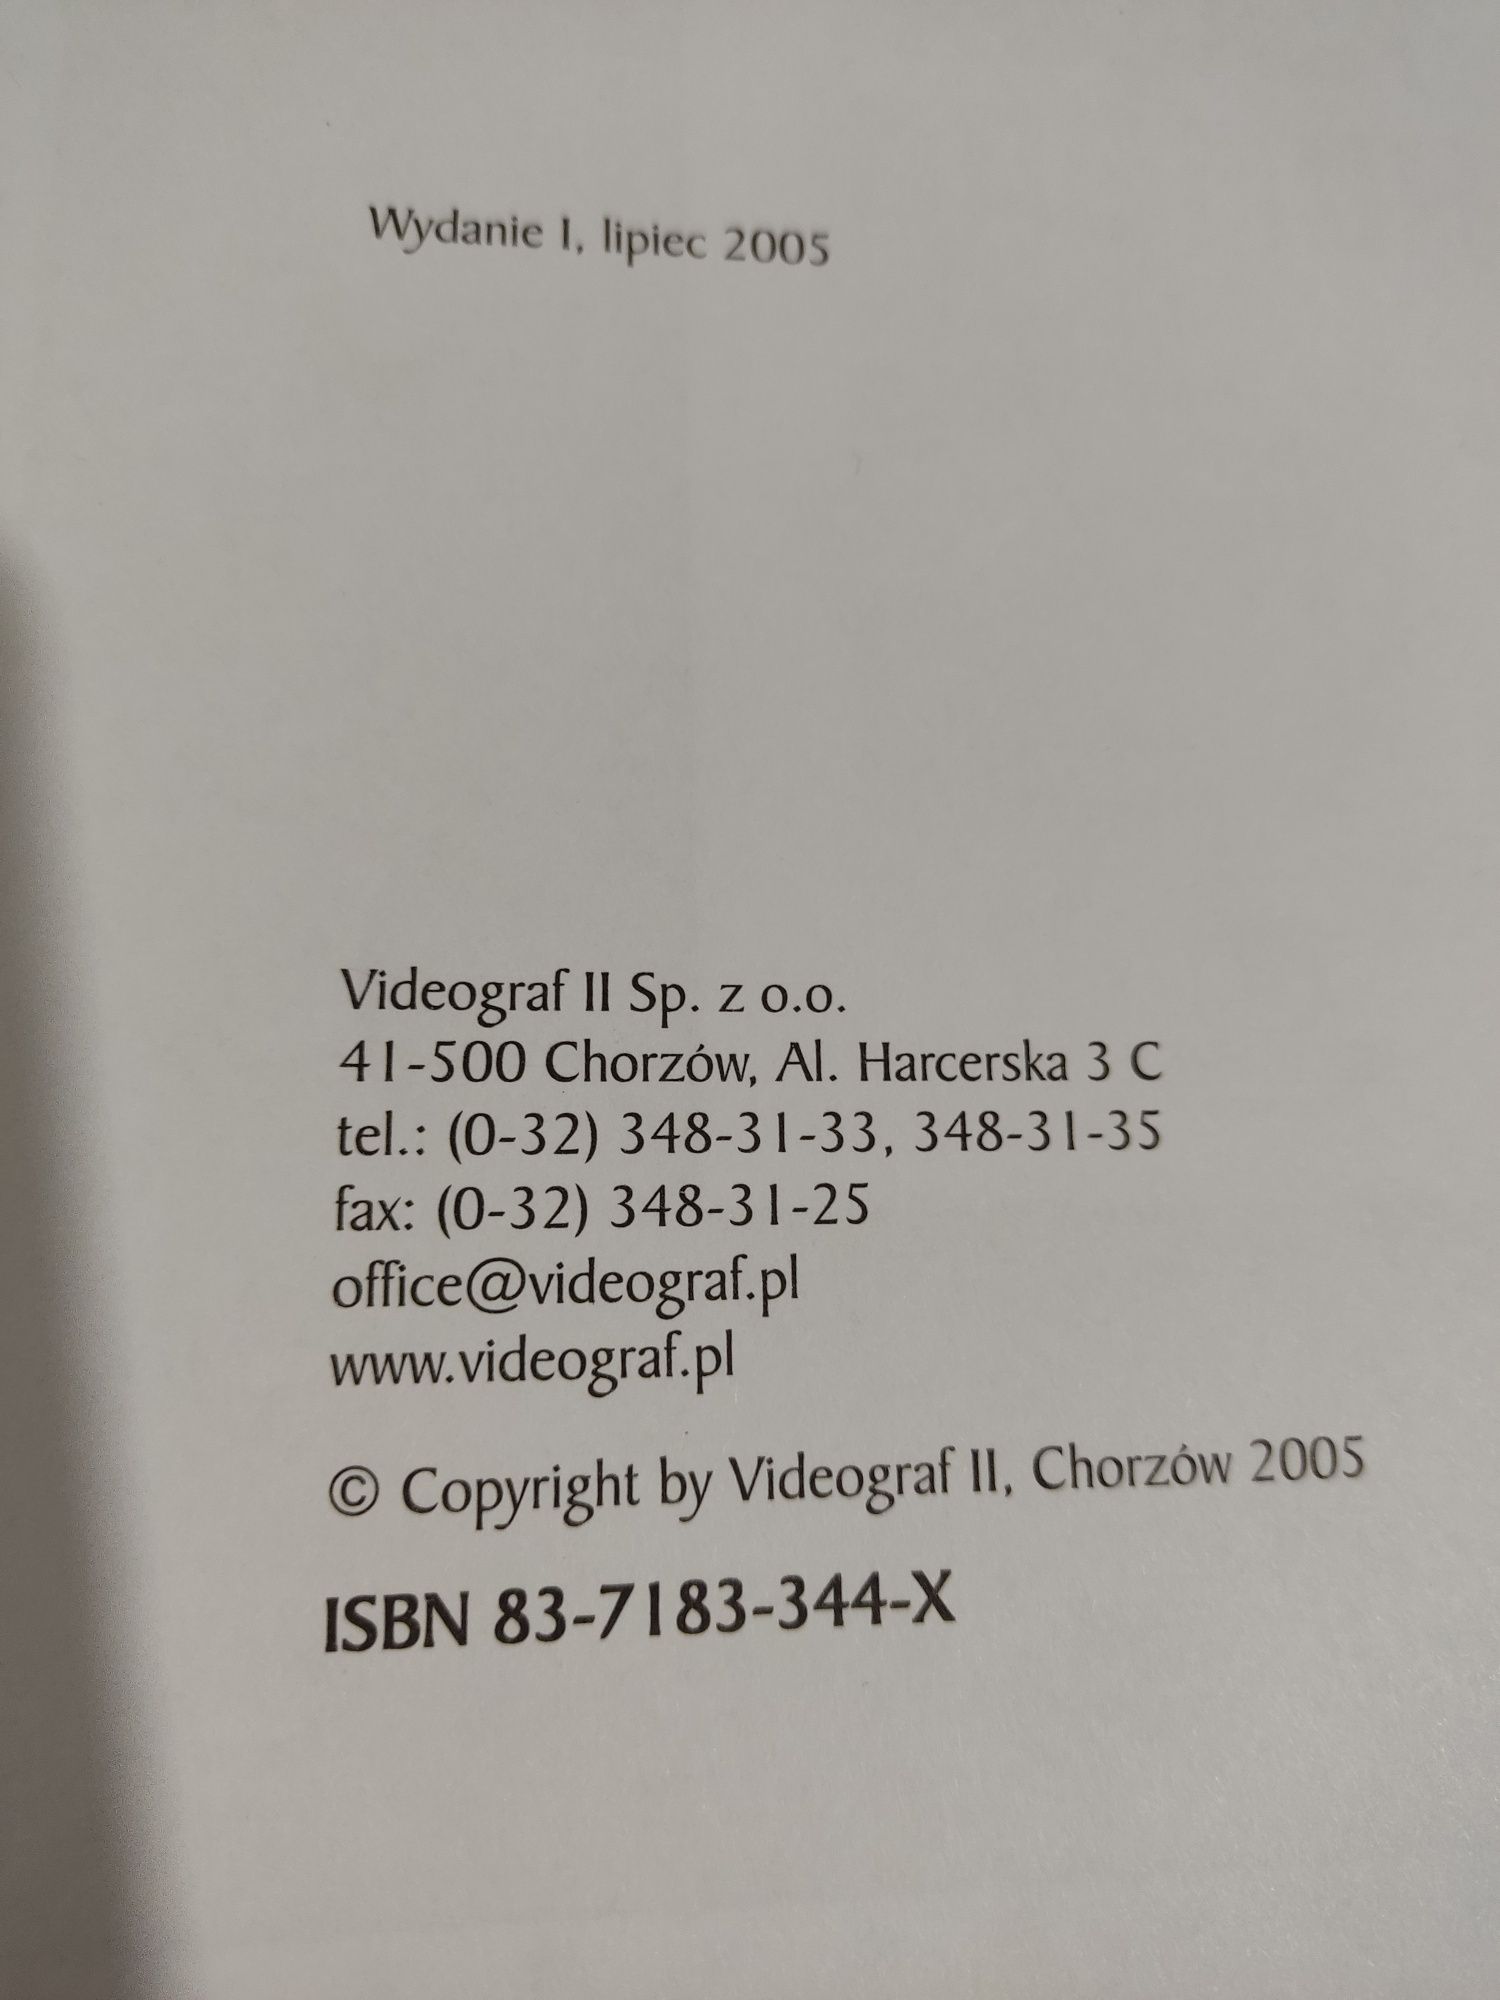 Wydanie I, lipiec 2005
Videograf II Sp. z o.o.
41-500 Chorzów, Al. Harcerska 3 C
tel.: (0-32) 348-31-33, 348-31-35
fax: (0-32) 348-31-25
office@videograf.pl
www.videograf.pl
© Copyright by Videograf II, Chorzów 2005
ISBN 83-7183-344-X